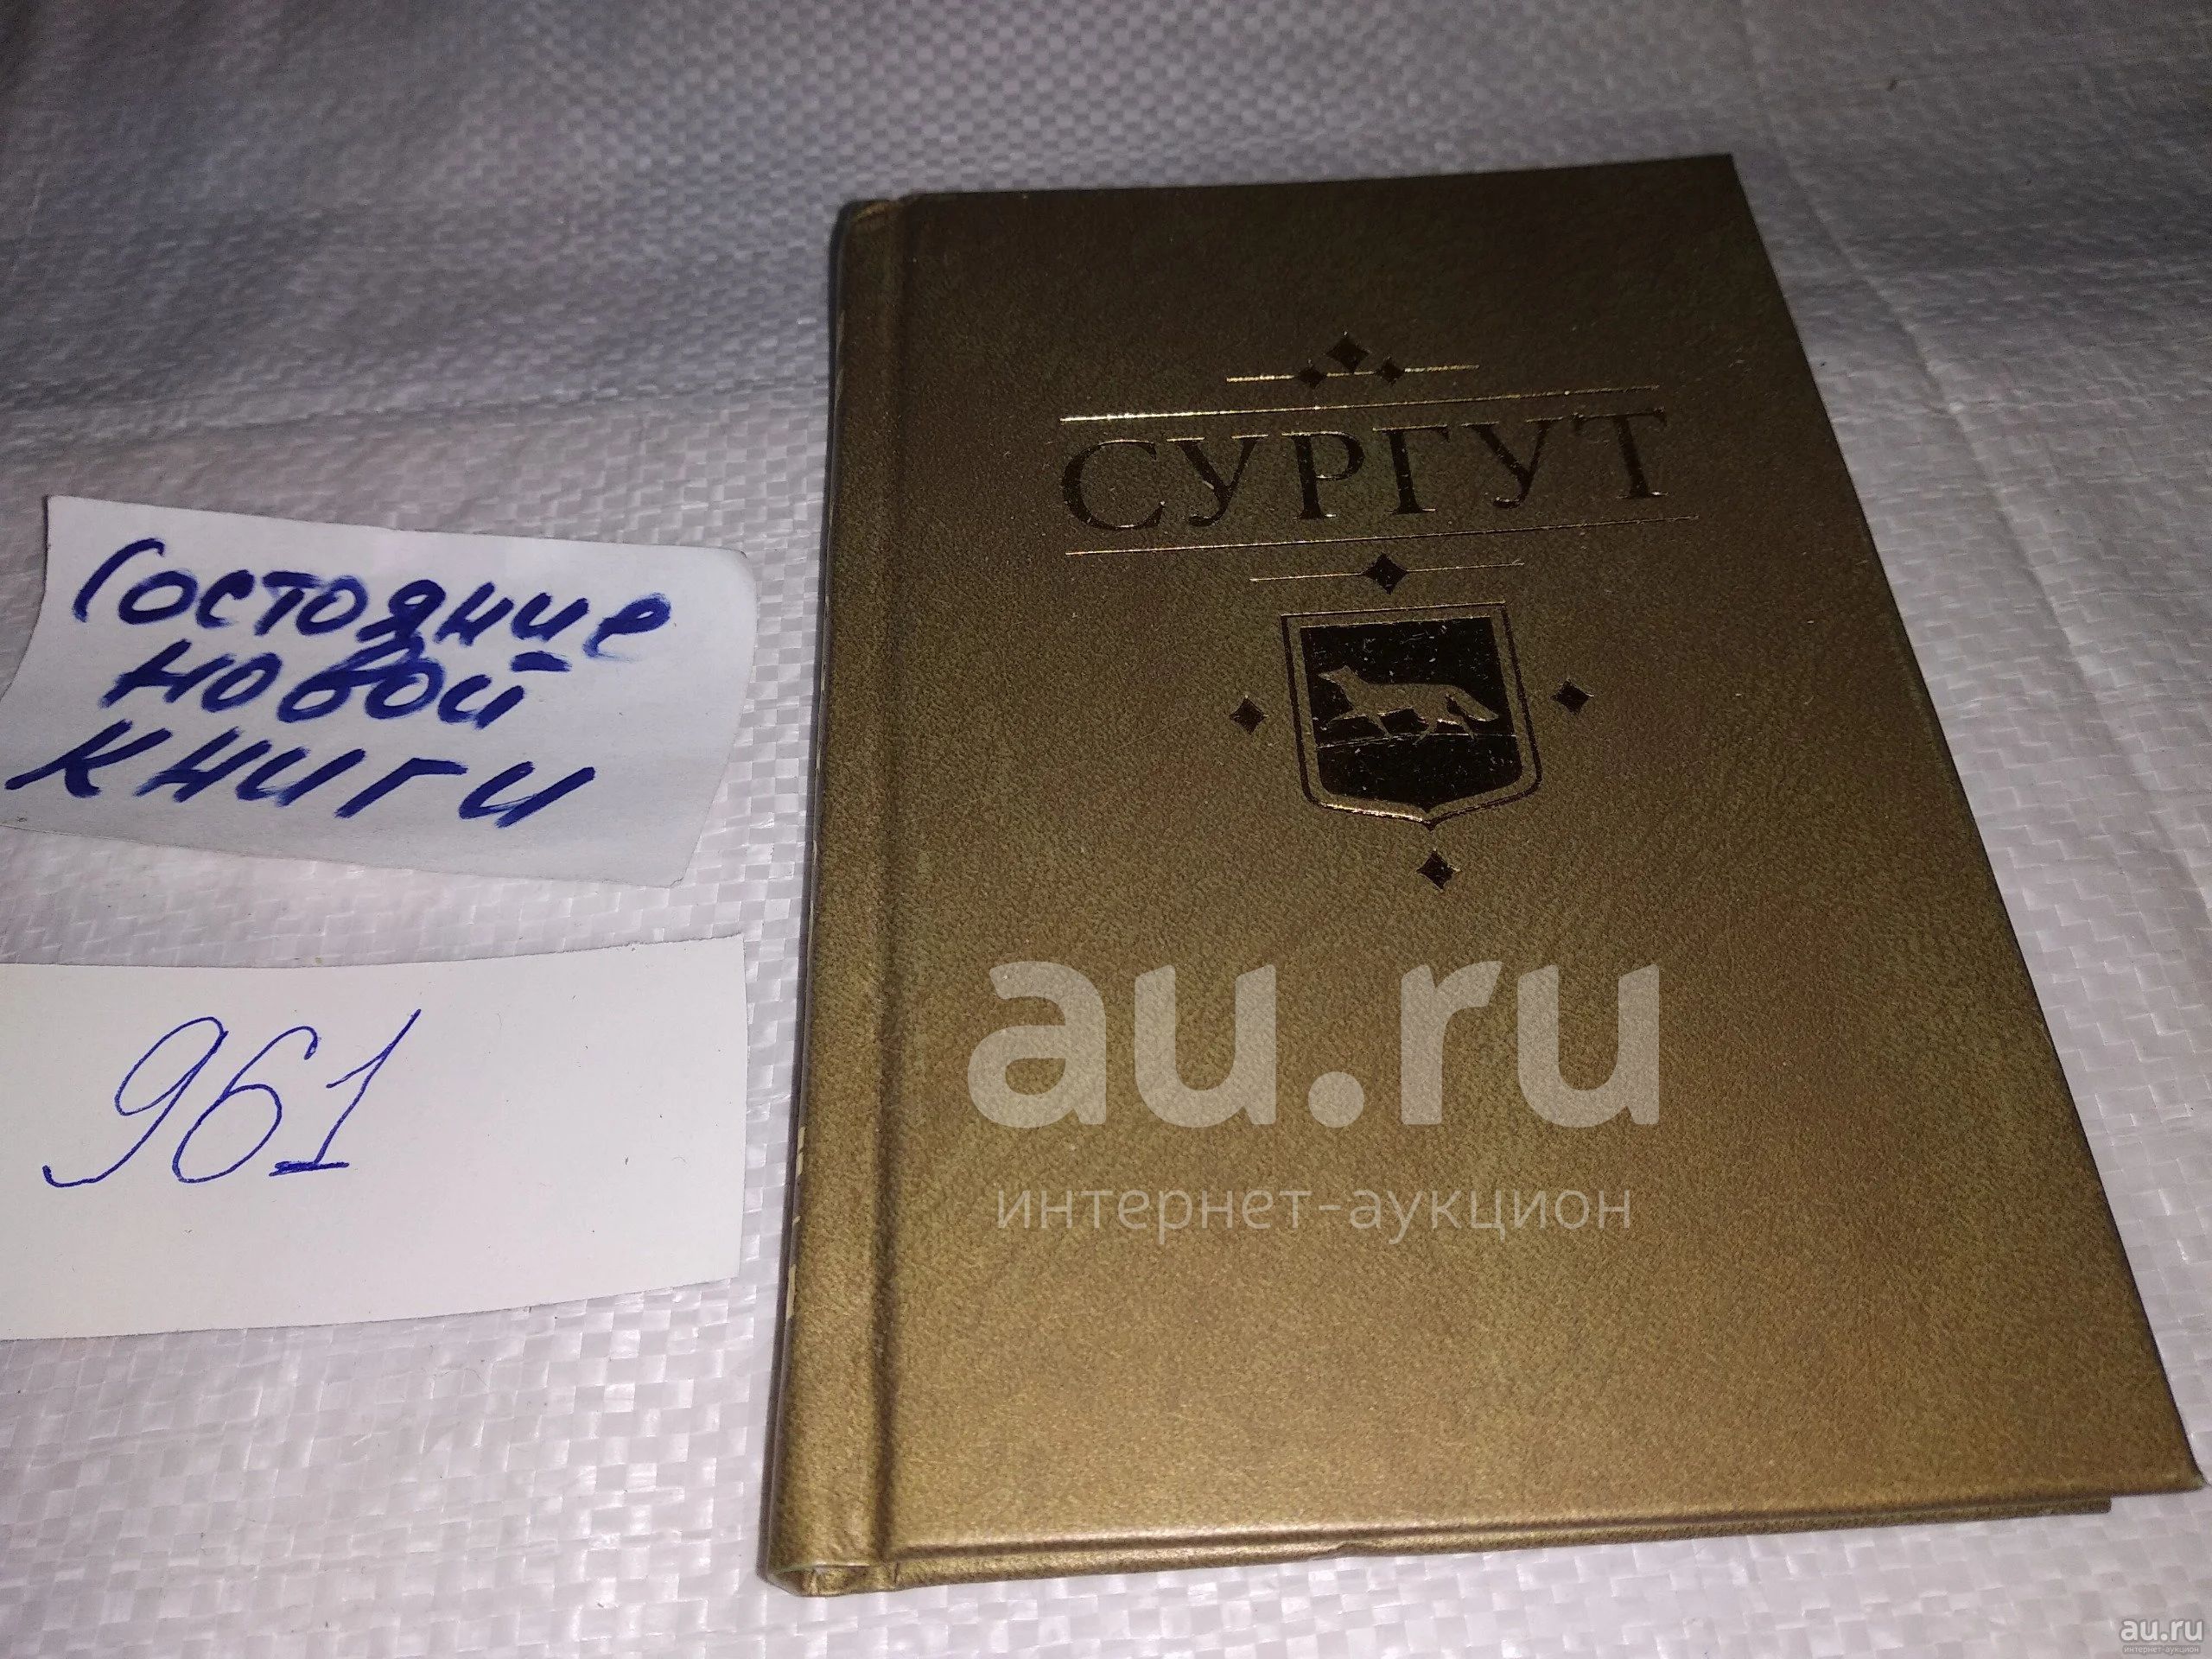 СУРГУТ
Состояние
новой
книги
961
au.ru
интернет-аукцион
au.ru
интернет-аукцион